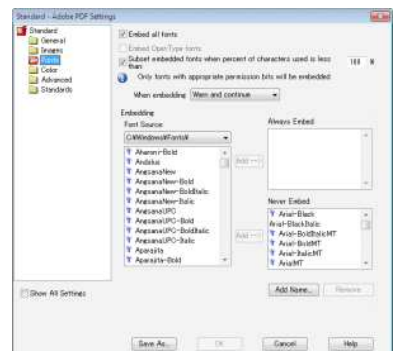 Standard - Adobe PDF Settings
Standard
General
Images
Fonts
Color
Advanced
Standards
Show All Settings
Embed all fonts
Embed OpenType fonts
Subset embedded fonts when percent of characters used is less than
100 %
Only fonts with appropriate permission bits will be embedded
When embedding: Warn and continue
Embedding
Font Source
C:¥Windows¥Fonts¥
Aharoni-Bold
Andalus
AngsanaNew
AngsanaNew-Bold
AngsanaNew-BoldItalic
AngsanaNew-Italic
AngsanaUPC
AngsanaUPC-Bold
AngsanaUPC-BoldItalic
AngsanaUPC-Italic
Aparajita
Aparajita-Bold
Add -->
Add -->
Always Embed
Never Embed
Arial-Black
Arial-BlackItalic
Arial-BoldItalicMT
Arial-BoldMT
Arial-ItalicMT
ArialMT
Add Name...
Remove
Save As...
OK
Cancel
Help